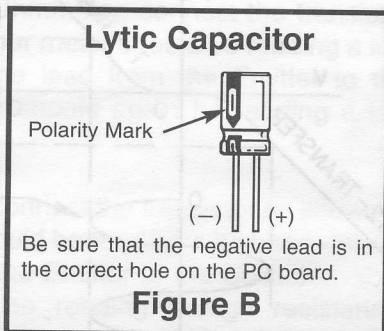 Lytic Capacitor
Polarity Mark
(–) (+)
Be sure that the negative lead is in
the correct hole on the PC board.
Figure B